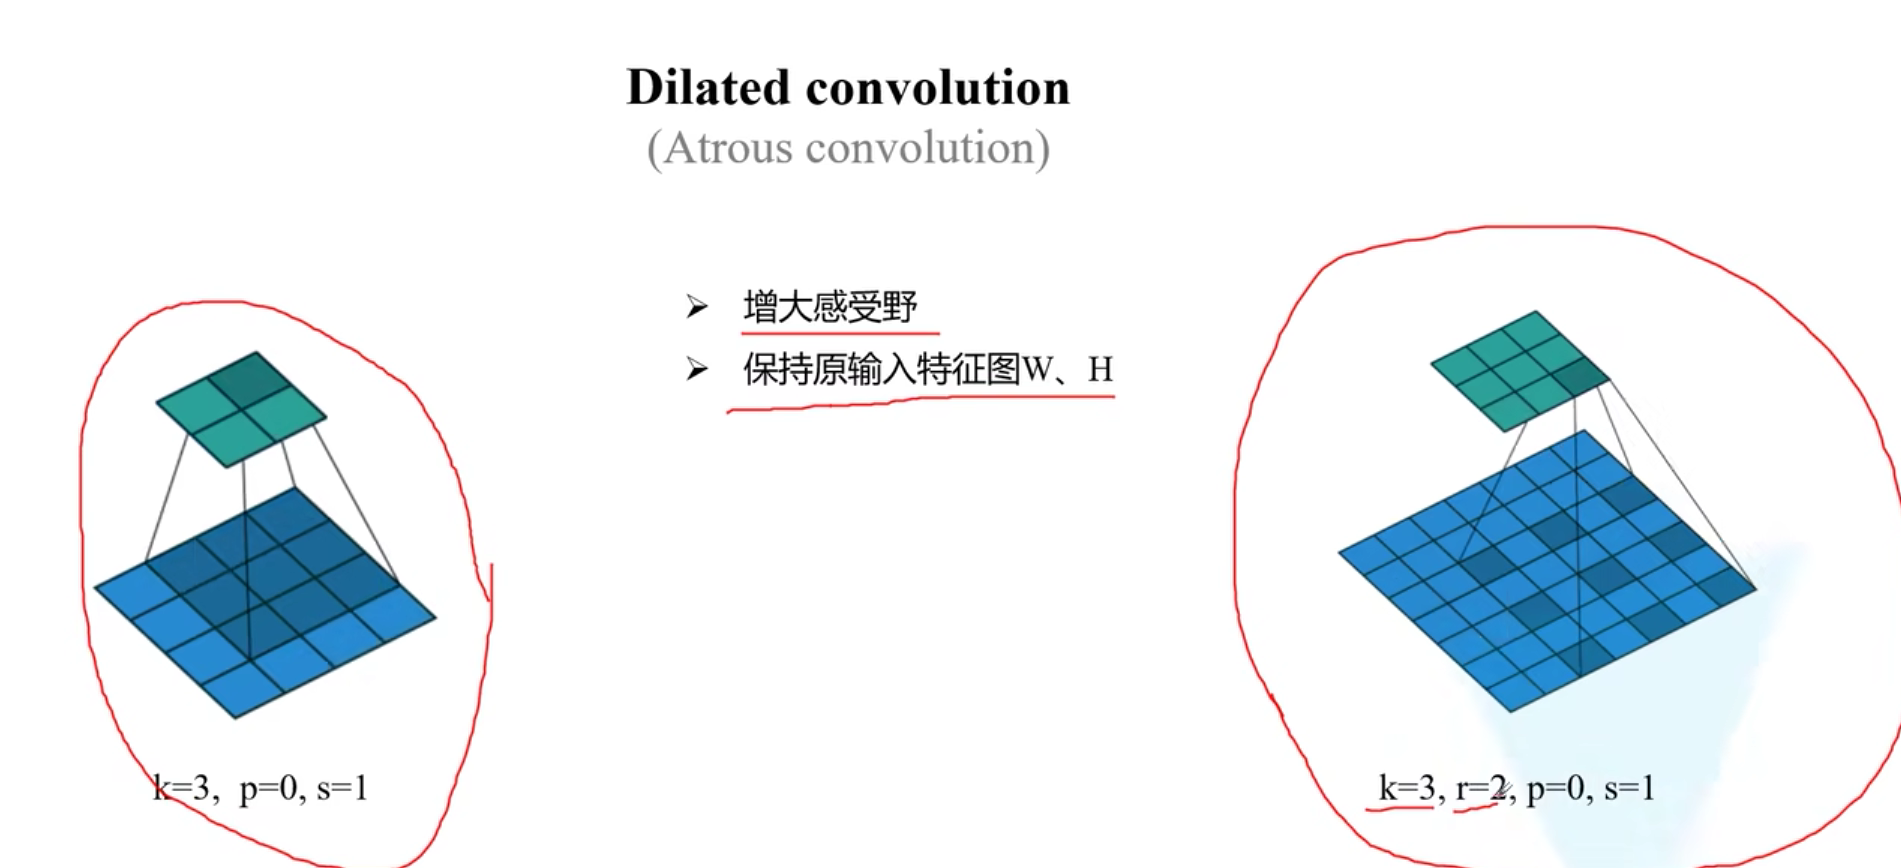 Dilated convolution
(Atrous convolution)
➢ 增大感受野
➢ 保持原输入特征图W、H
k=3, p=0, s=1
k=3, r=2, p=0, s=1